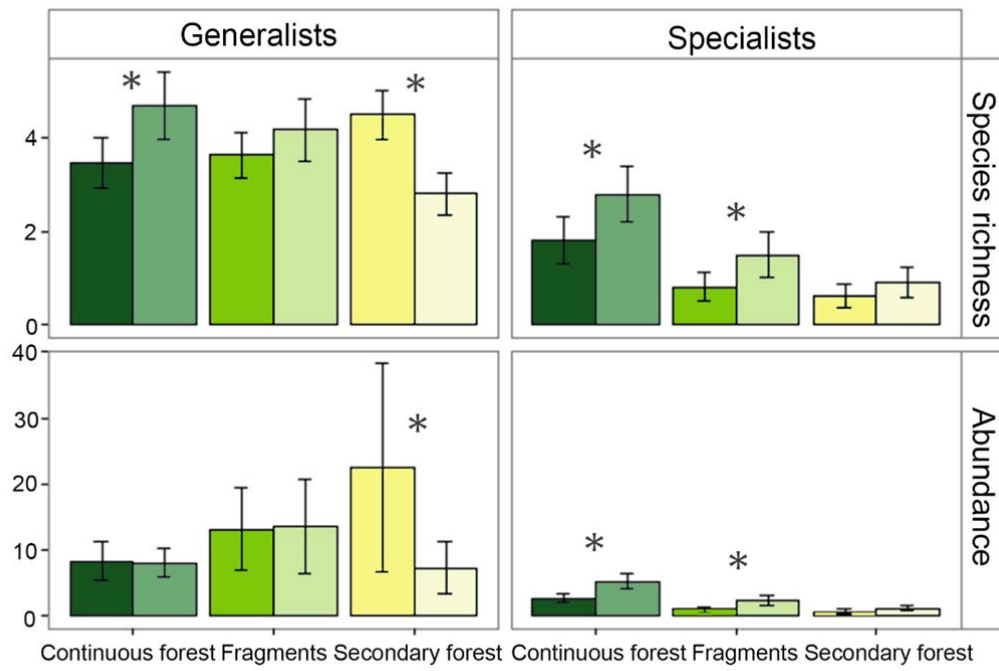 Generalists
Specialists
4
2
0
*
*
*
*
Species richness
40
30
20
10
0
*
*
*
Abundance
Continuous forest Fragments Secondary forest
Continuous forest Fragments Secondary forest